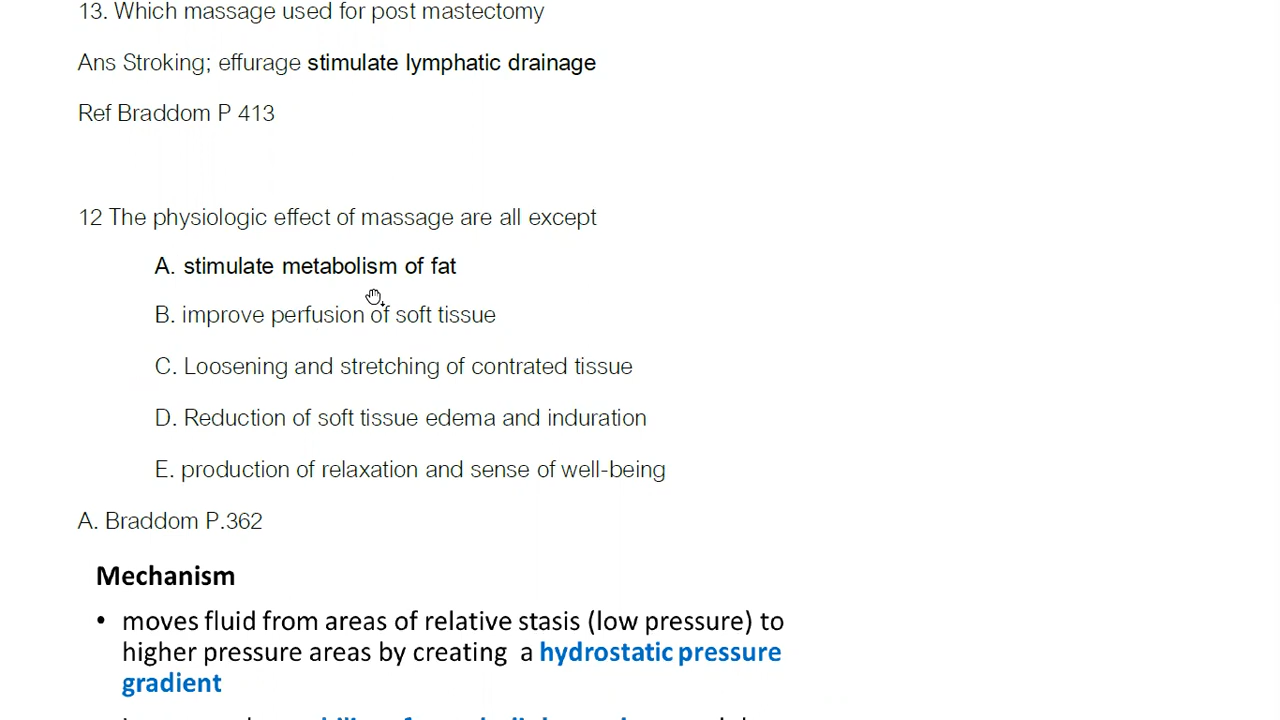 13. Which massage used for post mastectomy
Ans Stroking; effurage stimulate lymphatic drainage
Ref Braddom P 413
12 The physiologic effect of massage are all except
A. stimulate metabolism of fat
B. improve perfusion of soft tissue
C. Loosening and stretching of contrated tissue
D. Reduction of soft tissue edema and induration
E. production of relaxation and sense of well-being
A. Braddom P.362
Mechanism
• moves fluid from areas of relative stasis (low pressure) to
higher pressure areas by creating a hydrostatic pressure
gradient